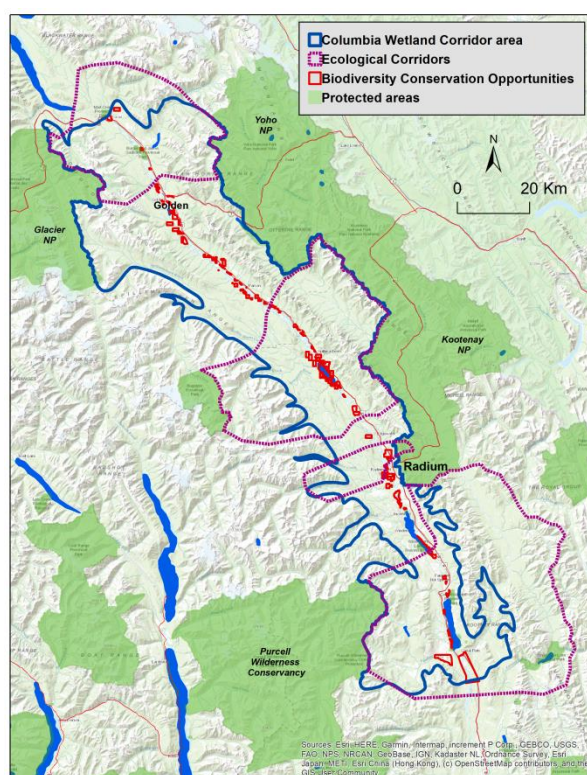 Columbia Wetland Corridor area
Ecological Corridors
Biodiversity Conservation Opportunities
Protected areas
Yoho
NP
N
0 20 Km
Golden
Glacier
NP
Kootenay
NP
Radium
Purcell
Wilderness
Conservancy
Sources: Esri, HERE, Garmin, Intermap, increment P Corp., GEBCO, USGS,
FAO, NPS, NRCAN, GeoBase, IGN, Kadaster NL, Ordnance Survey, Esri
Japan, METI, Esri China (Hong Kong), (c) OpenStreetMap contributors, and the
GIS User Community